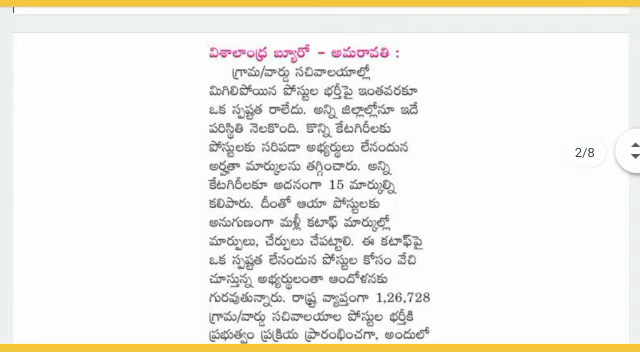 విశాలాంధ్ర బ్యూరో - అమరావతి :
గ్రామ/వార్డు సచివాలయాల్లో
మిగిలిపోయిన పోస్టుల భర్తీపై ఇంతవరకూ
ఒక స్పష్టత రాలేదు. అన్ని జిల్లాల్లోనూ ఇదే
పరిస్థితి నెలకొంది. కొన్ని కేటగిరీలకు
పోస్టులకు సరిపడా అభ్యర్థులు లేనందున
అర్హతా మార్కులను తగ్గించారు. అన్ని
కేటగిరీలకూ అదనంగా 15 మార్కుల్ని
కలిపారు. దీంతో ఆయా పోస్టులకు
అనుగుణంగా మళ్లీ కటాఫ్ మార్కుల్లో
మార్పులు, చేర్పులు చేపట్టాలి. ఈ కటాఫ్‌పై
ఒక స్పష్టత లేనందున పోస్టుల కోసం వేచి
చూస్తున్న అభ్యర్థులంతా ఆందోళనకు
గురవుతున్నారు. రాష్ట్ర వ్యాప్తంగా 1,26,728
గ్రామ/వార్డు సచివాలయాల పోస్టుల భర్తీకి
ప్రభుత్వం ప్రక్రియ ప్రారంభించగా, అందులో
2/8